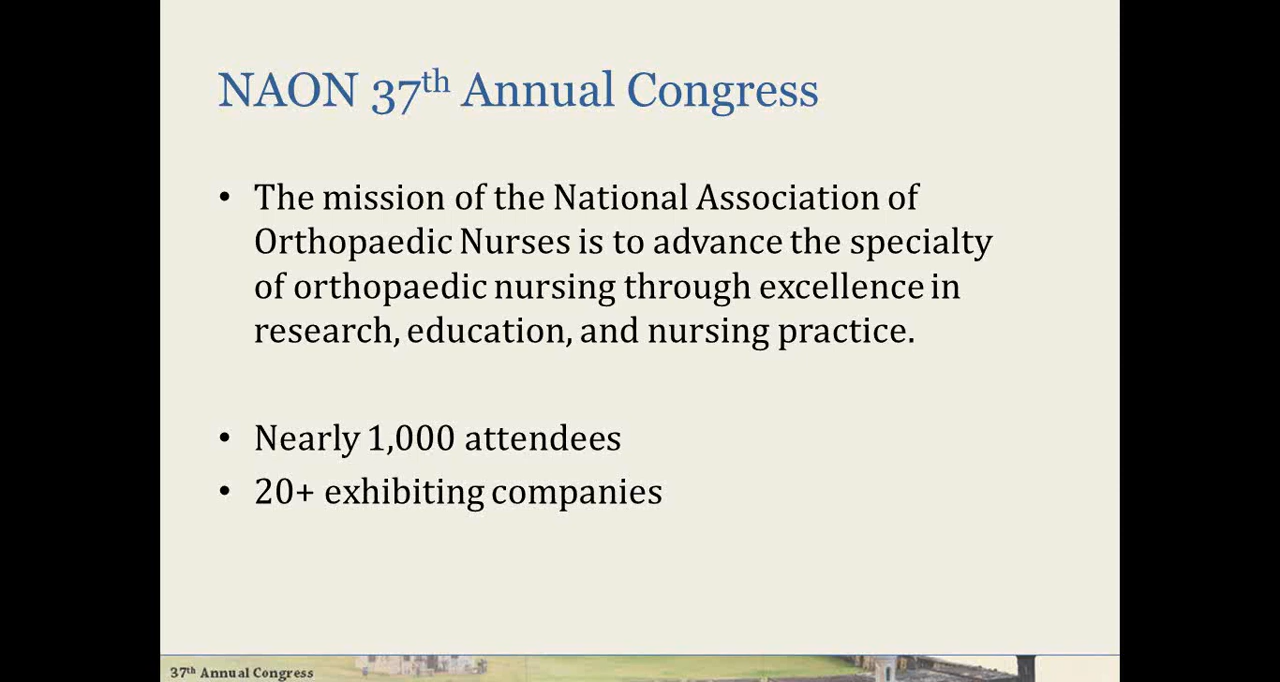 NAON 37th Annual Congress
• The mission of the National Association of
Orthopaedic Nurses is to advance the specialty
of orthopaedic nursing through excellence in
research, education, and nursing practice.
• Nearly 1,000 attendees
• 20+ exhibiting companies
37th Annual Congress